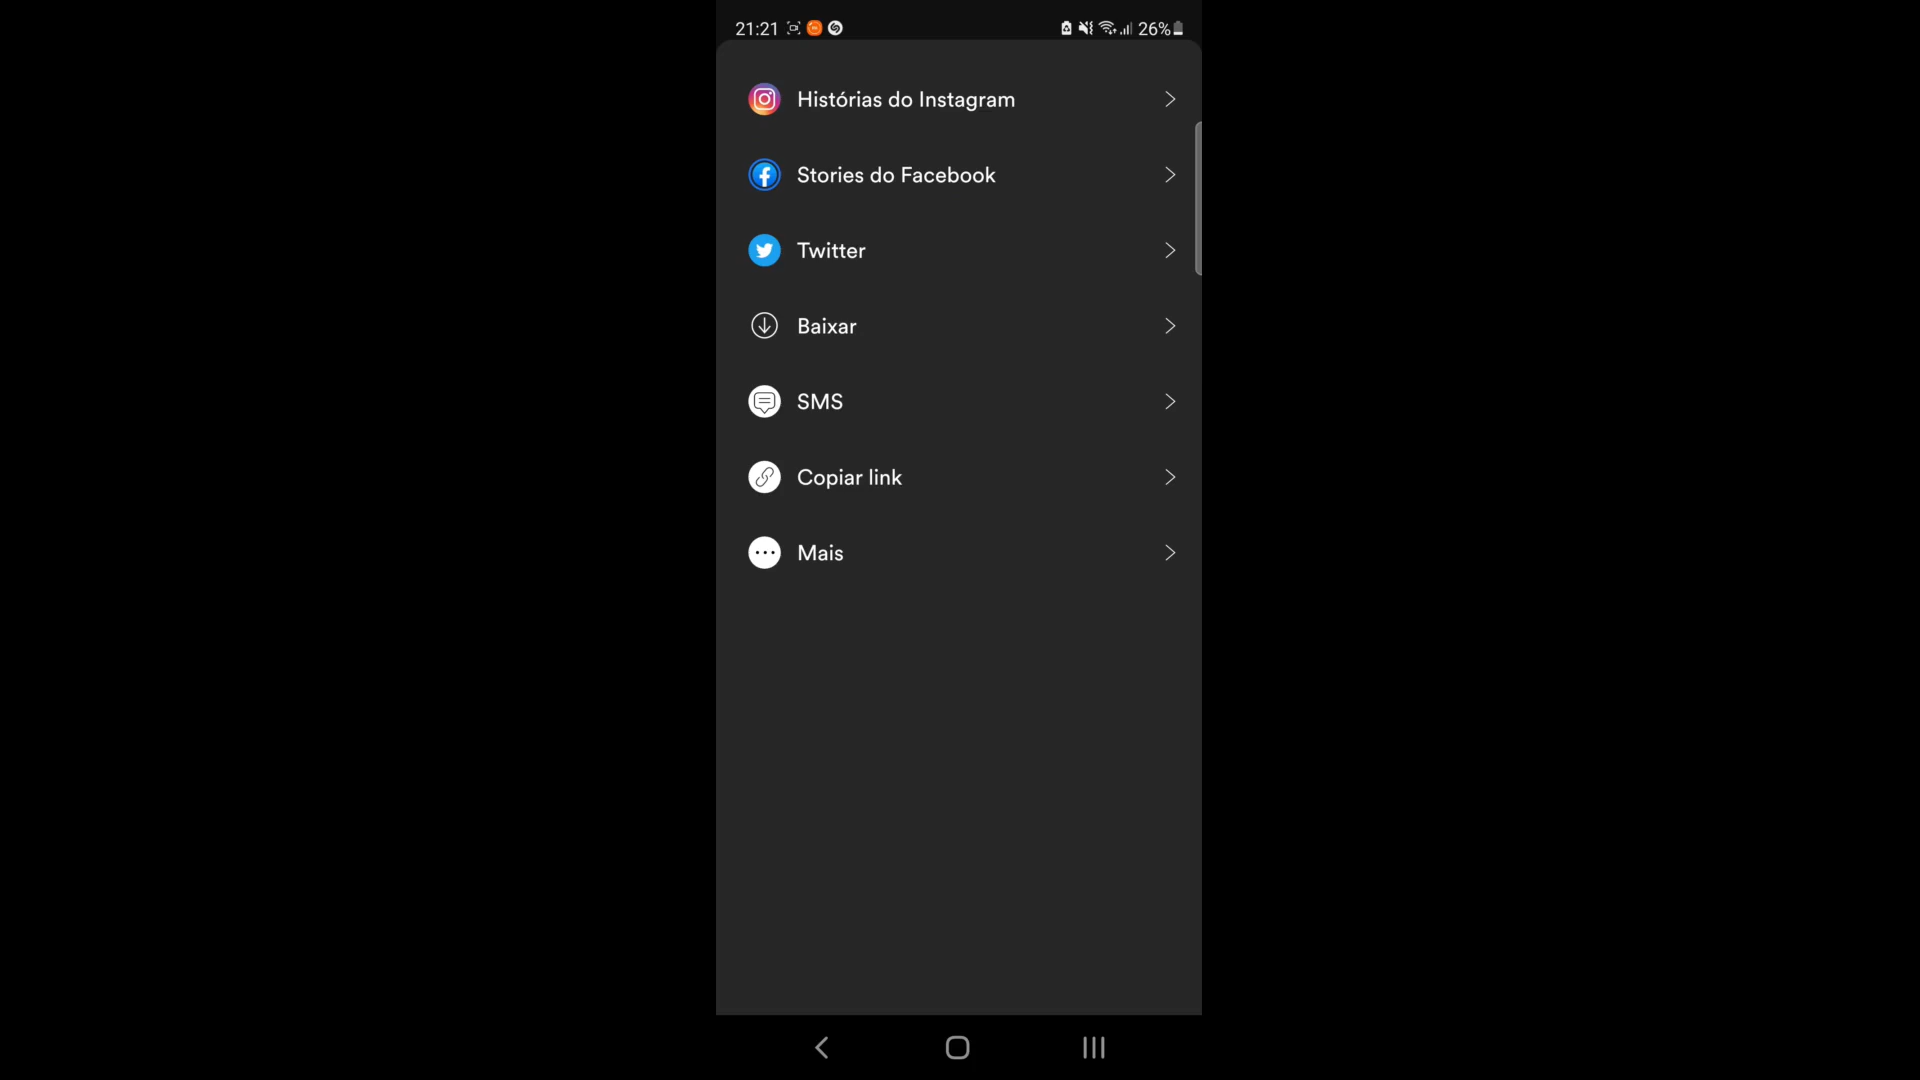 21:21 26%
Histórias do Instagram
Stories do Facebook
Twitter
Baixar
SMS
Copiar link
Mais